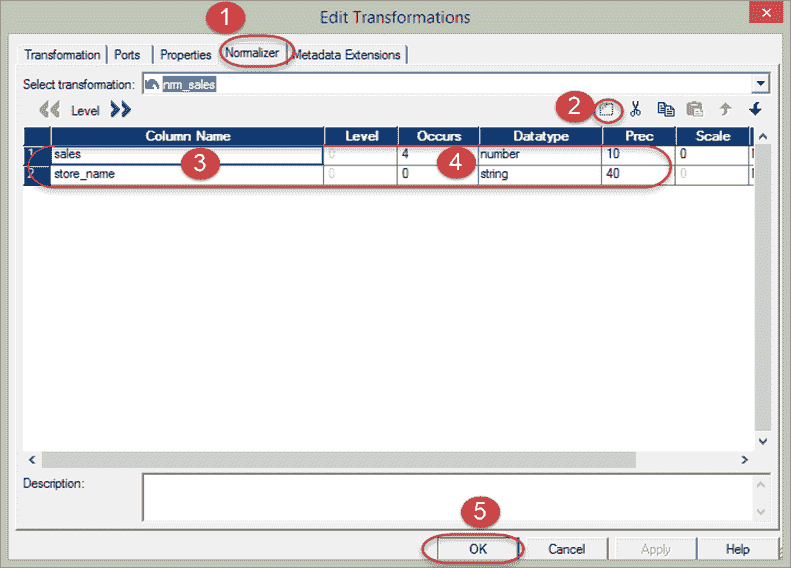 Edit Transformations
1
Transformation Ports Properties Normalizer Metadata Extensions
Select transformation: nrm_sales
Level 2
Column Name Level Occurs Datatype Prec Scale
1 sales 0 4 number 10 0
3 4
2 store_name 0 0 string 40 0
Description:
5
OK Cancel Apply Help